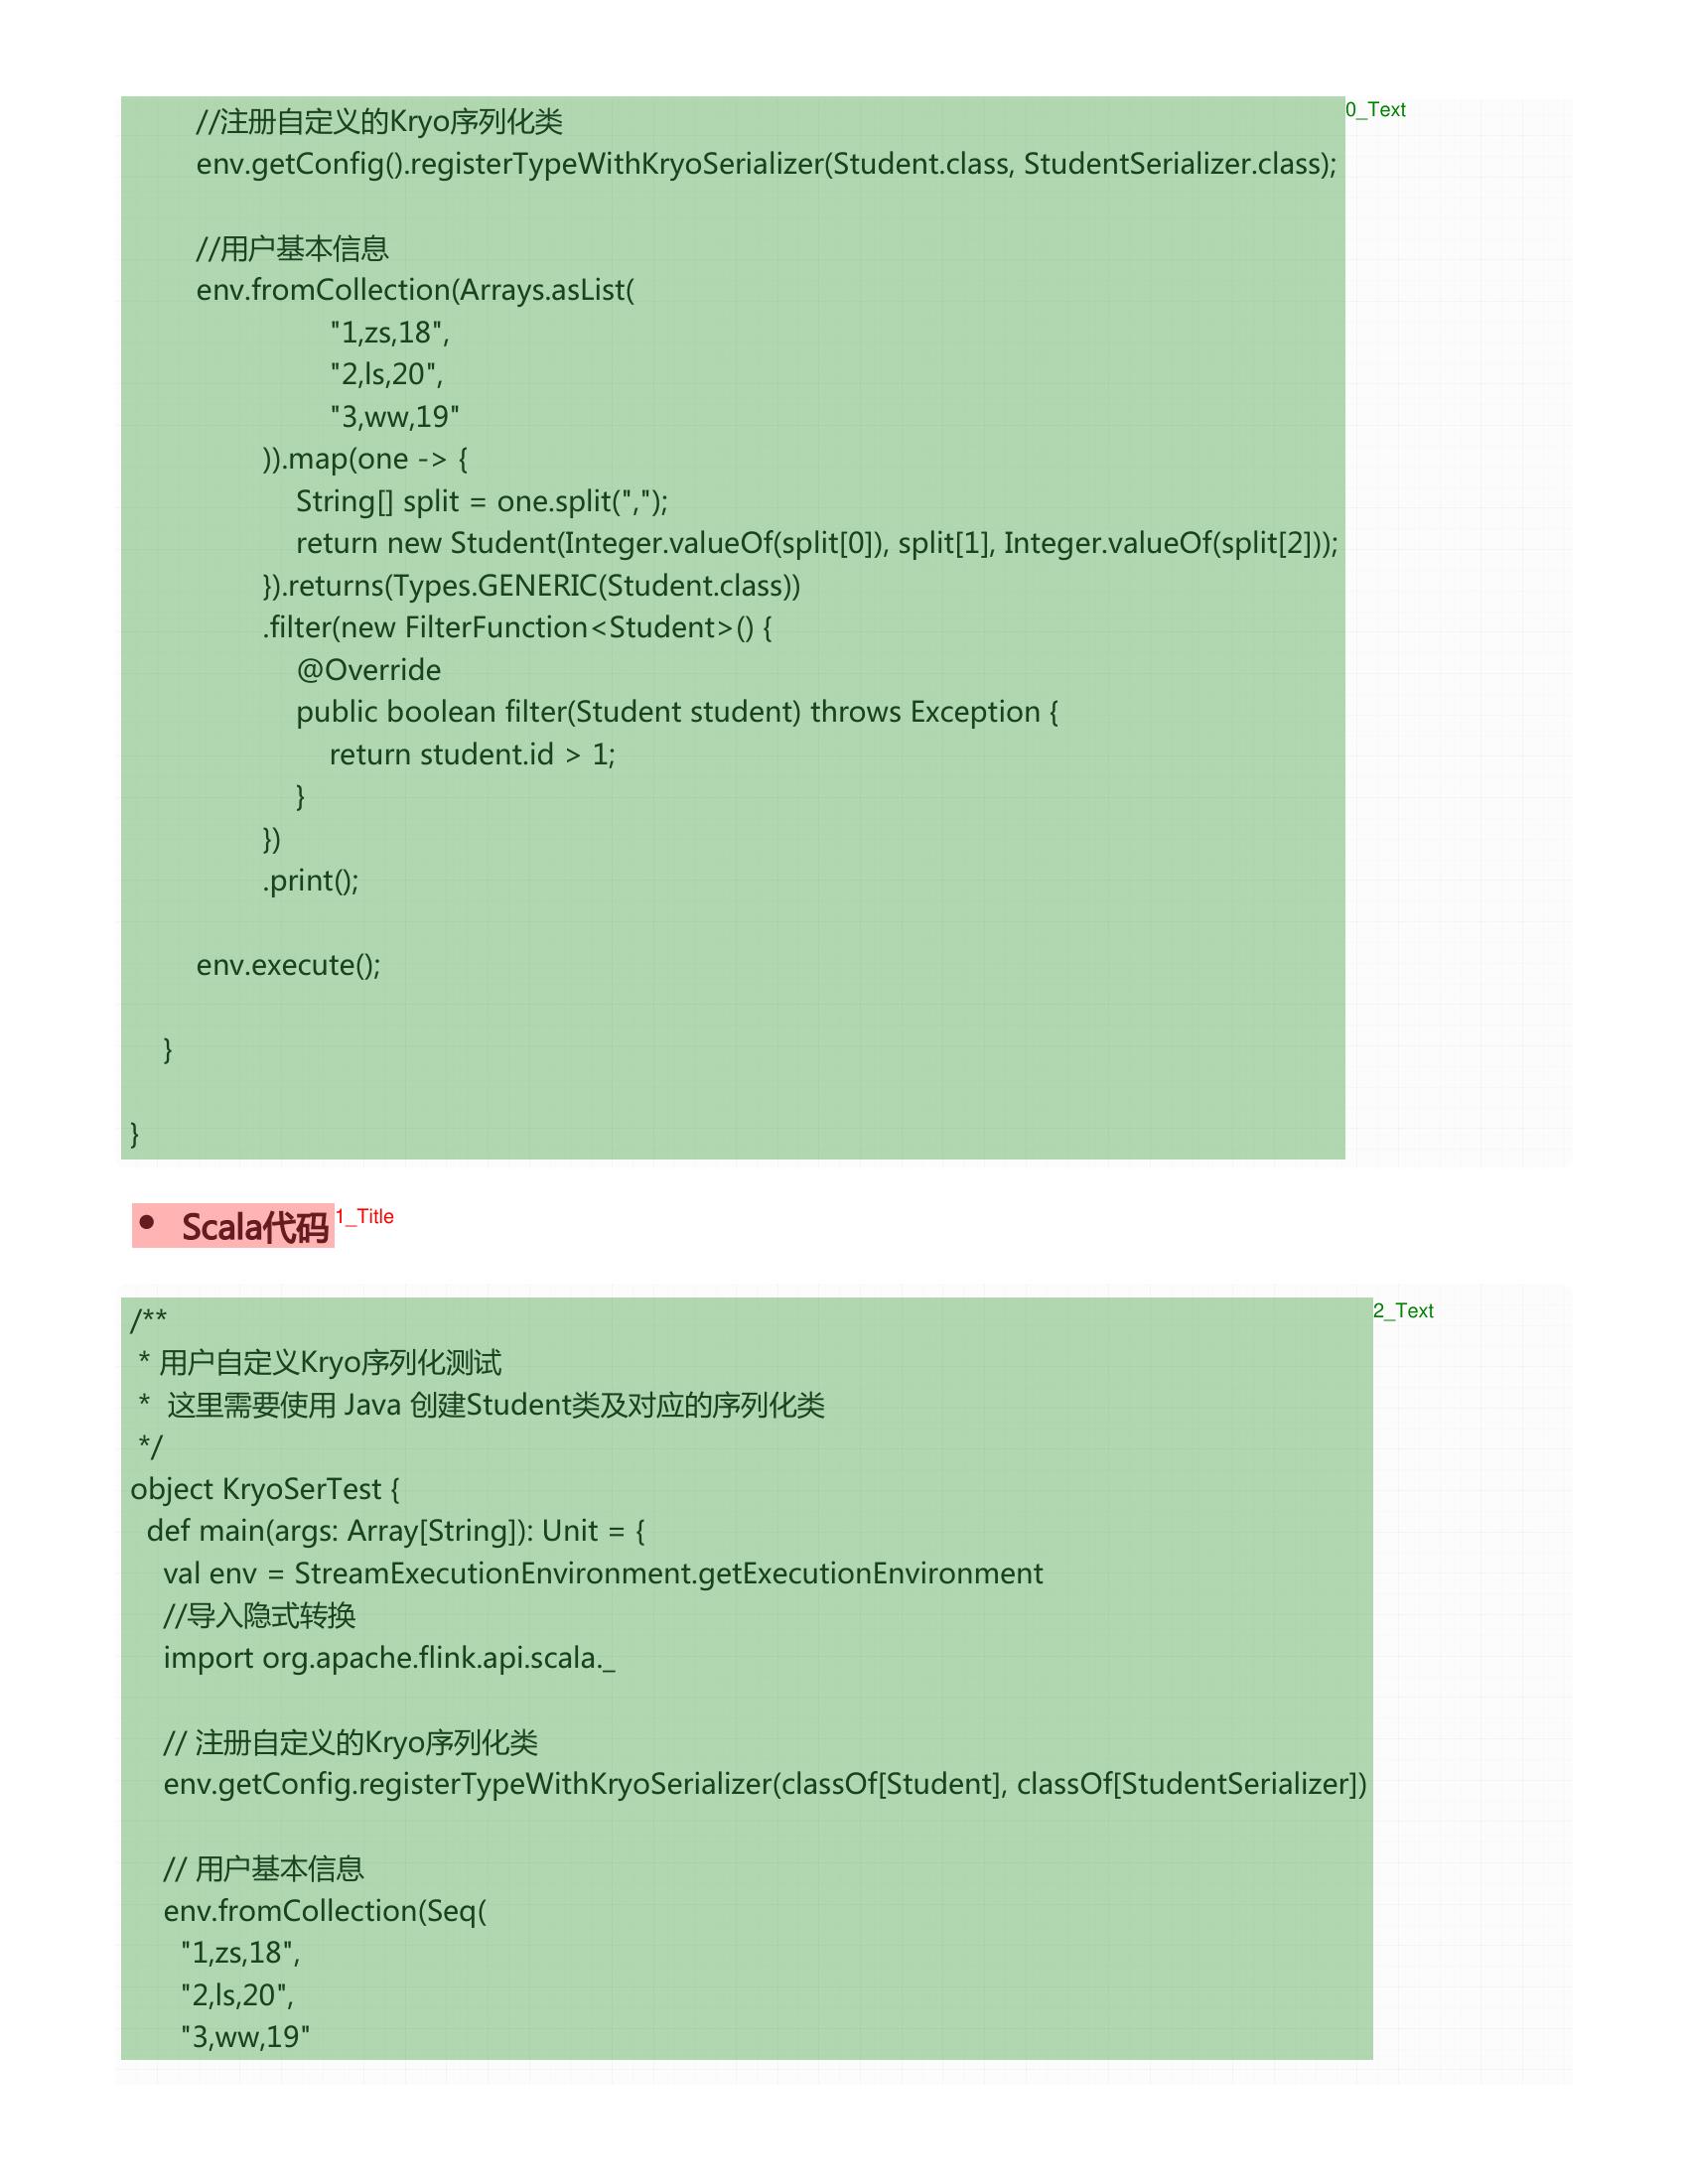 //注册自定义的Kryo序列化类
env.getConfig().registerTypeWithKryoSerializer(Student.class, StudentSerializer.class);
//用户基本信息
env.fromCollection(Arrays.asList(
"1,zs,18",
"2,ls,20",
"3,ww,19"
)).map(one -> {
String[] split = one.split(",");
return new Student(Integer.valueOf(split[0]), split[1], Integer.valueOf(split[2]));
}).returns(Types.GENERIC(Student.class))
.filter(new FilterFunction<Student>() {
@Override
public boolean filter(Student student) throws Exception {
return student.id > 1;
}
})
.print();
env.execute();
}
}
0_Text
• Scala代码
1_Title
/**
* 用户自定义Kryo序列化测试
* 这里需要使用 Java 创建Student类及对应的序列化类
*/
object KryoSerTest {
def main(args: Array[String]): Unit = {
val env = StreamExecutionEnvironment.getExecutionEnvironment
//导入隐式转换
import org.apache.flink.api.scala._
// 注册自定义的Kryo序列化类
env.getConfig.registerTypeWithKryoSerializer(classOf[Student], classOf[StudentSerializer])
// 用户基本信息
env.fromCollection(Seq(
"1,zs,18",
"2,ls,20",
"3,ww,19"
2_Text